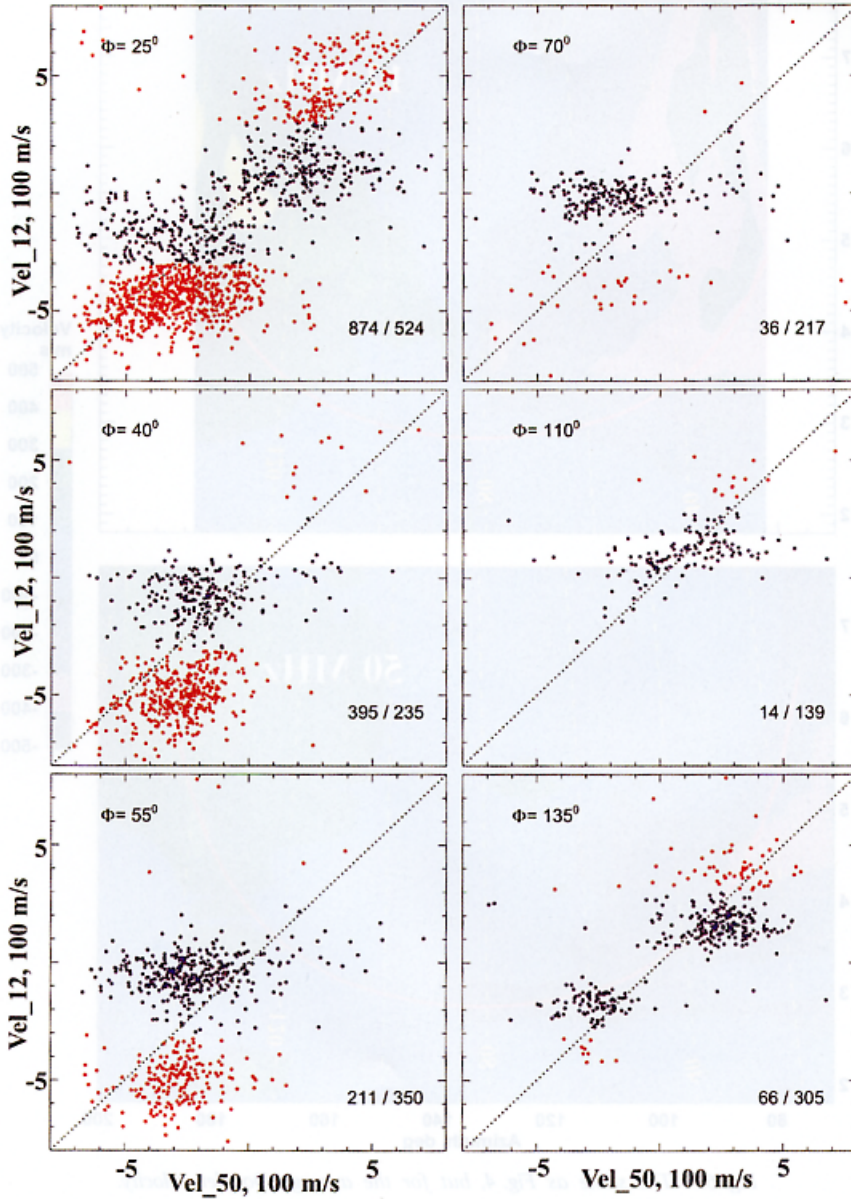 Φ= 25⁰
5
-5
Vel_12, 100 m/s
874 / 524
Φ= 70⁰
36 / 217
Φ= 40⁰
5
-5
Vel_12, 100 m/s
395 / 235
Φ= 110⁰
14 / 139
Φ= 55⁰
5
-5
Vel_12, 100 m/s
211 / 350
Φ= 135⁰
66 / 305
-5
5
-5
5
Vel_50, 100 m/s
Vel_50, 100 m/s